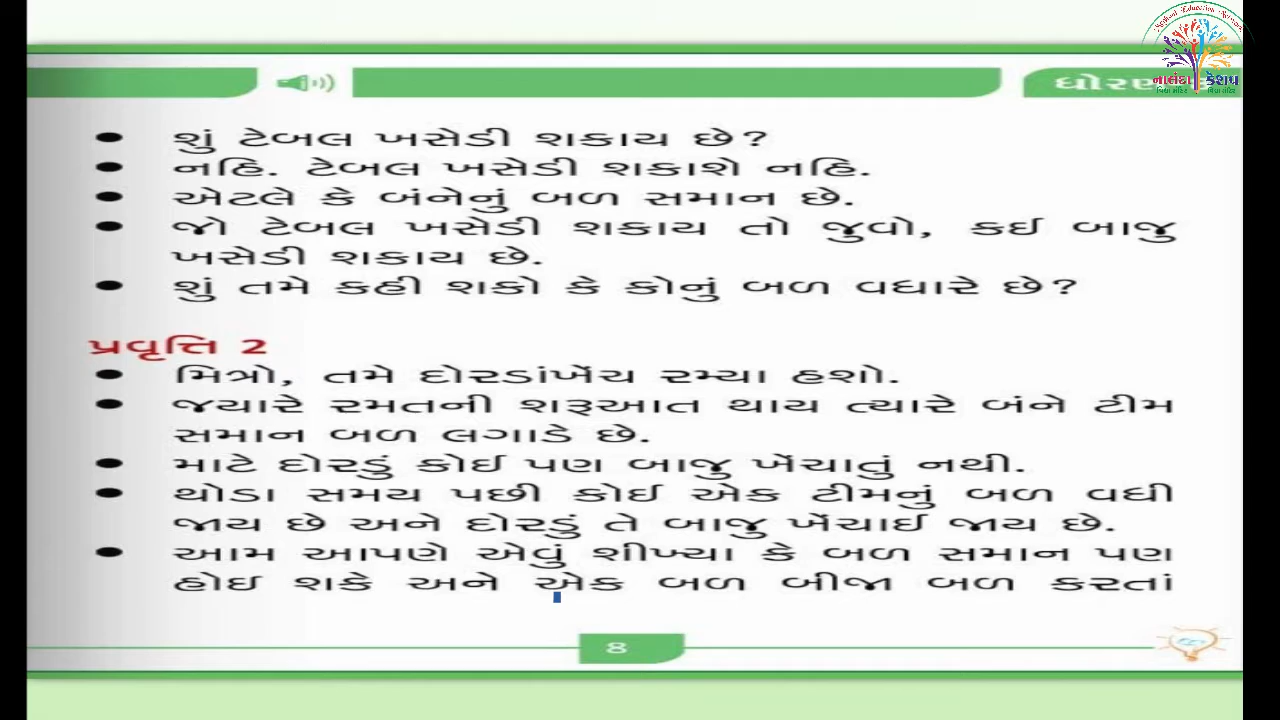 ધોરણ
નાલંદા કેશપ
વિદ્યા મંદિર વિદ્યા મંદિર
શું ટેબલ ખસેડી શકાય છે?
નહિ. ટેબલ ખસેડી શકાશે નહિ.
એટલે કે બંનેનું બળ સમાન છે.
જો ટેબલ ખસેડી શકાય તો જુવો, કઈ બાજુ
ખસેડી શકાય છે.
શું તમે કહી શકો કે કોનું બળ વધારે છે?
પ્રવૃત્તિ 2
મિત્રો, તમે દોરડાંખેંચ રમ્યા હશો.
જયારે રમતની શરૂઆત થાય ત્યારે બંને ટીમ
સમાન બળ લગાડે છે.
માટે દોરડું કોઈ પણ બાજુ ખેંચાતું નથી.
થોડા સમય પછી કોઈ એક ટીમનું બળ વધી
જાય છે અને દોરડું તે બાજુ ખેંચાઈ જાય છે.
આમ આપણે એવું શીખ્યા કે બળ સમાન પણ
હોઇ શકે અને એક બળ બીજા બળ કરતાં
8